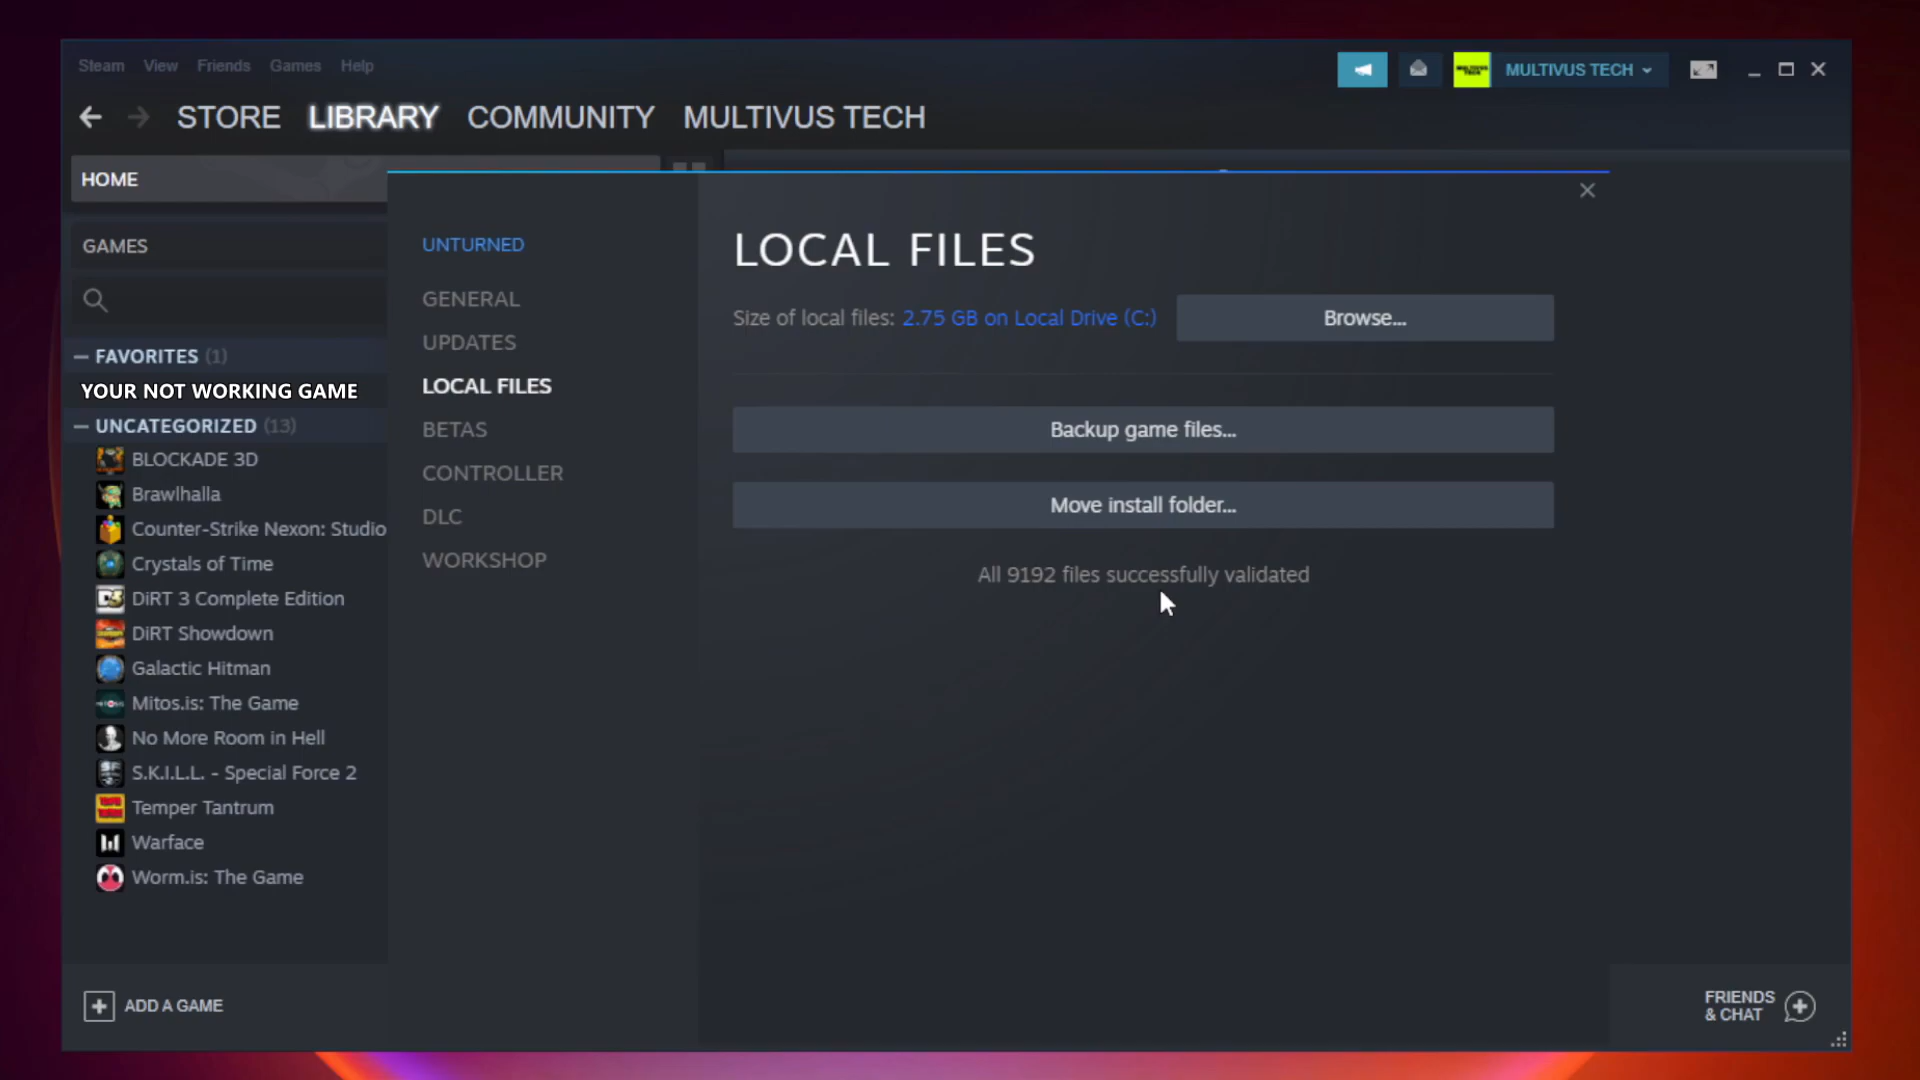 Steam View Friends Games Help
MULTIVUS TECH
STORE LIBRARY COMMUNITY MULTIVUS TECH
HOME
GAMES
FAVORITES (1)
YOUR NOT WORKING GAME
UNCATEGORIZED (13)
BLOCKADE 3D
Brawlhalla
Counter-Strike Nexon: Studio
Crystals of Time
DiRT 3 Complete Edition
DiRT Showdown
Galactic Hitman
Mitos.is: The Game
No More Room in Hell
S.K.I.L.L. - Special Force 2
Temper Tantrum
Warface
Worm.is: The Game
ADD A GAME
UNTURNED
GENERAL
UPDATES
LOCAL FILES
BETAS
CONTROLLER
DLC
WORKSHOP
LOCAL FILES
Size of local files: 2.75 GB on Local Drive (C:)
Browse...
Backup game files...
Move install folder...
All 9192 files successfully validated
FRIENDS
& CHAT